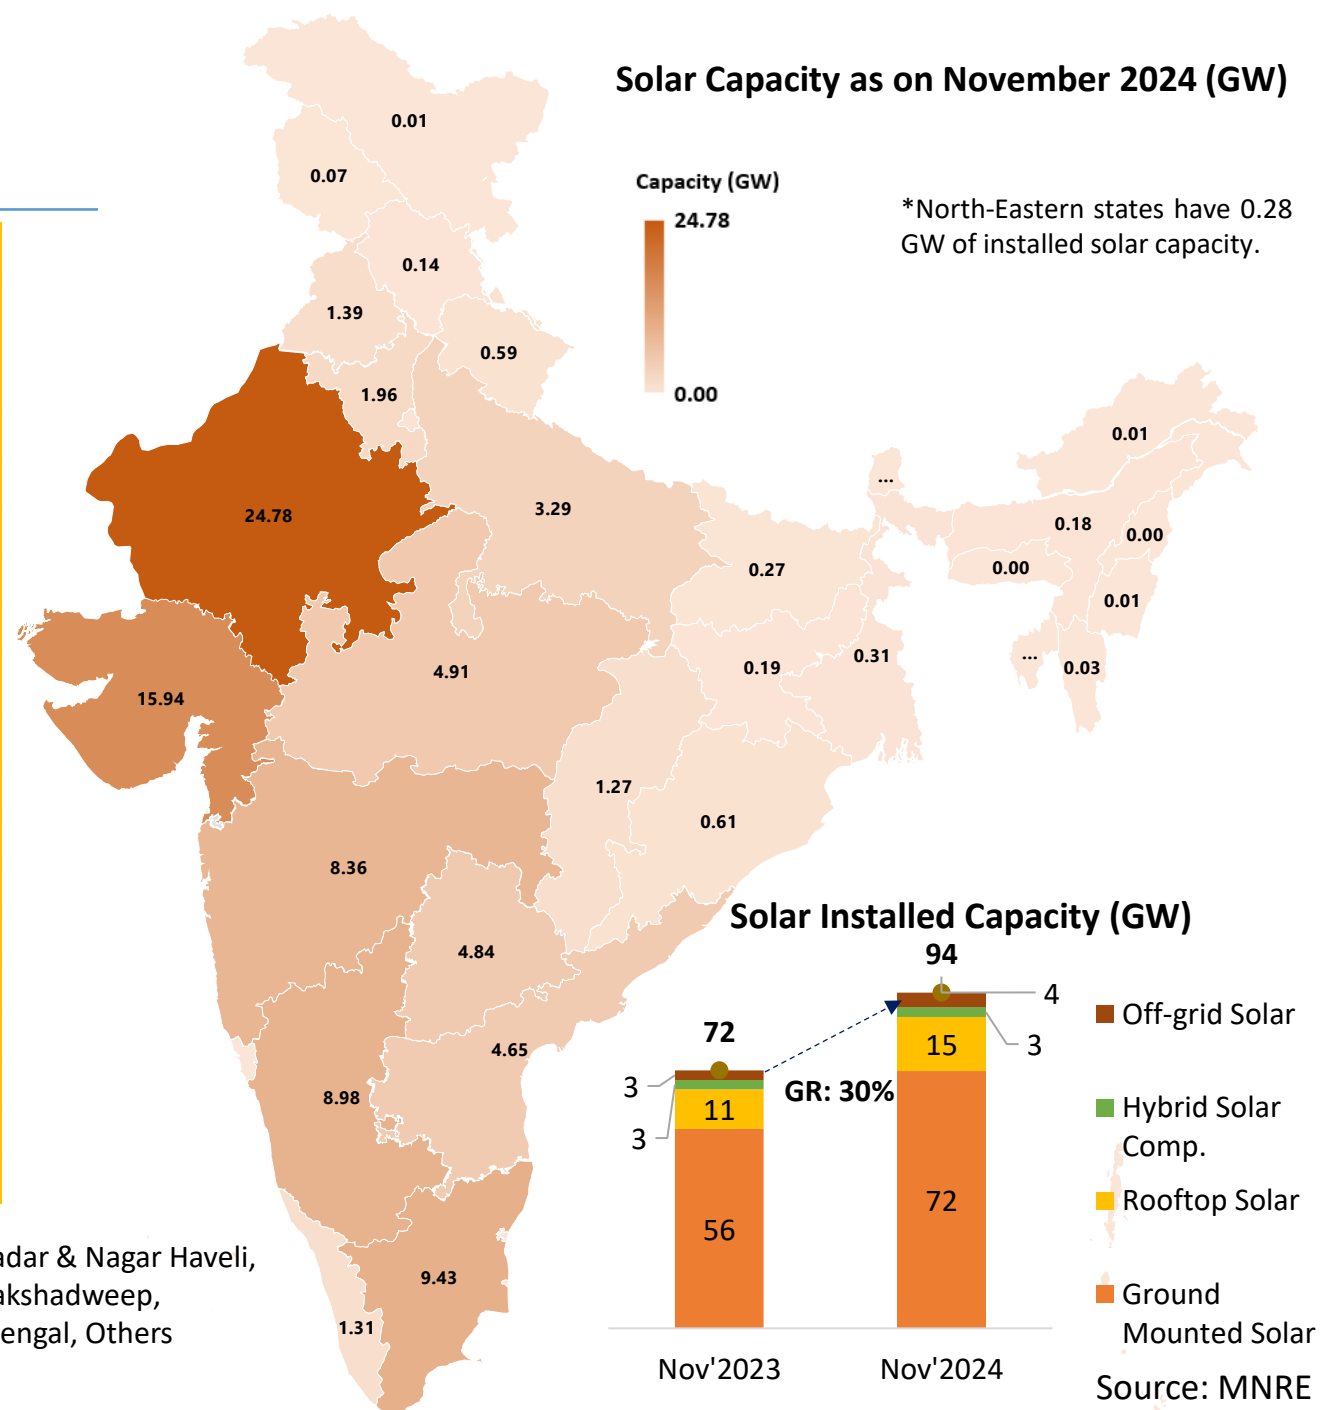 Solar Capacity as on November 2024 (GW)
Capacity (GW)
24.78
0.00
*North-Eastern states have 0.28
GW of installed solar capacity.
0.01
0.07
0.14
1.39
0.59
1.96
24.78
3.29
0.27
...
0.01
0.18
0.00
0.00
0.01
...
0.03
0.31
0.19
4.91
15.94
1.27
0.61
8.36
4.84
4.65
8.98
9.43
1.31
adar & Nagar Haveli,
akshadweep,
engal, Others
Solar Installed Capacity (GW)
94
72
GR: 30%
4
3
15
72
3
3
11
56
Nov'2023
Nov'2024
Off-grid Solar
Hybrid Solar
Comp.
Rooftop Solar
Ground
Mounted Solar
Source: MNRE